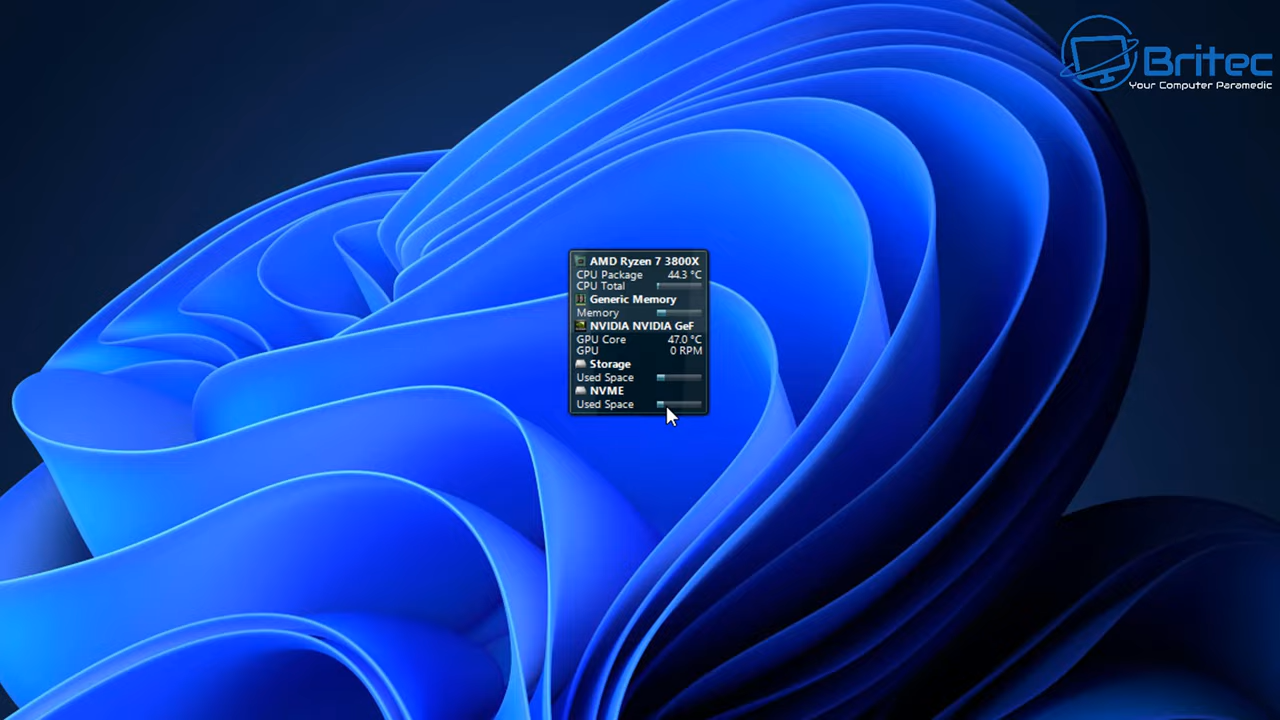 Britec
Your Computer Paramedic
AMD Ryzen 7 3800X
CPU Package 44.3 °C
CPU Total
Generic Memory
Memory
NVIDIA NVIDIA GeF
GPU Core 47.0 °C
GPU 0 RPM
Storage
Used Space
NVME
Used Space